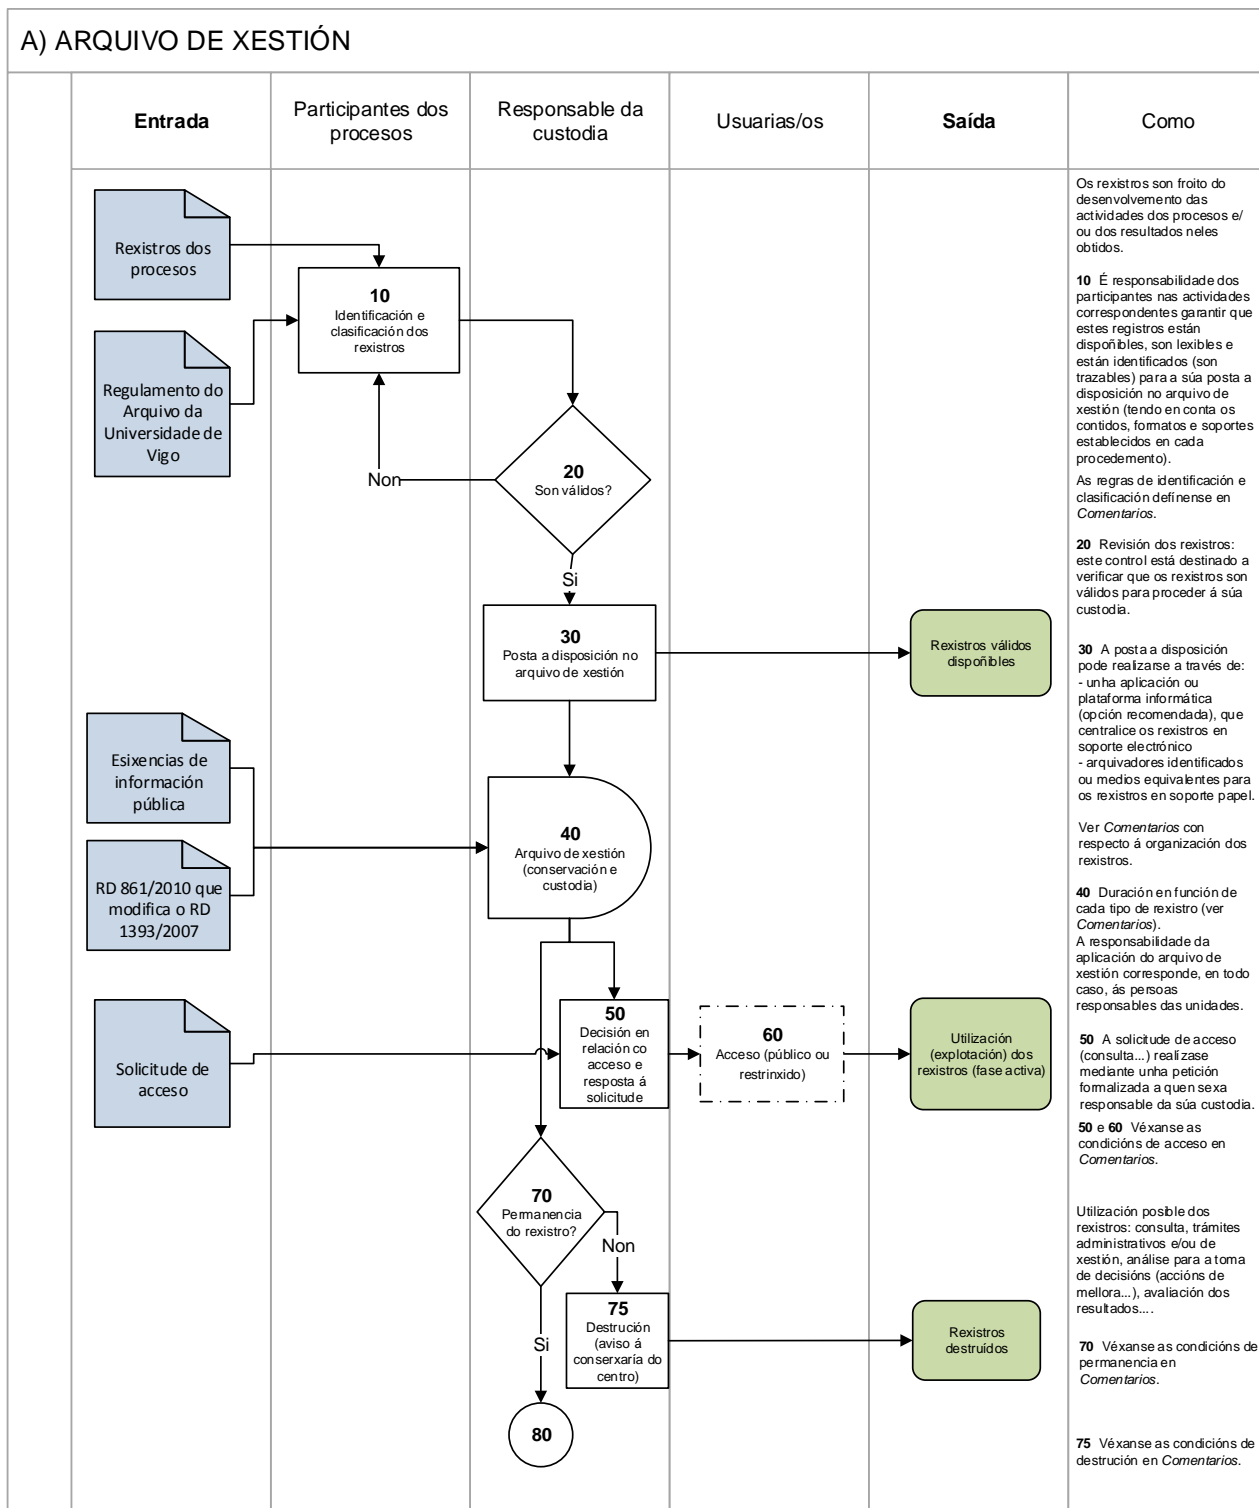 A) ARQUIVO DE XESTIÓN
Entrada
Participantes dos
procesos
Responsable da
custodia
Usuarias/os
Saída
Como
Rexistros dos
procesos
Regulamento do
Arquivo da
Universidade de
Vigo
10
Identificación e
clasificación dos
rexistros
20
Son válidos?
Non
Si
30
Posta a disposición no
arquivo de xestión
Rexistros válidos
dispoñibles
Esixencias de
información
pública
RD 861/2010 que
modifica o RD
1393/2007
40
Arquivo de xestión
(conservación e
custodia)
Solicitude de
acceso
50
Decisión en
relación co
acceso e
resposta á
solicitude
60
Acceso (público ou
restrinxido)
Utilización
(explotación) dos
rexistros (fase activa)
70
Permanencia
do rexistro?
Non
Si
75
Destrución
(aviso á
conserxaría do
centro)
Rexistros
destruídos
80
Os rexistros son froito do
desenvolvemento das
actividades dos procesos e/
ou dos resultados neles
obtidos.
10 É responsabilidade dos
participantes nas actividades
correspondentes garantir que
estes registros están
dispoñibles, son lexibles e
están identificados (son
trazables) para a súa posta a
disposición no arquivo de
xestión (tendo en conta os
contidos, formatos e soportes
establecidos en cada
procedemento).
As regras de identificación e
clasificación defínense en
Comentarios.
20 Revisión dos rexistros:
este control está destinado a
verificar que os rexistros son
válidos para proceder á súa
custodia.
30 A posta a disposición
pode realizarse a través de:
- unha aplicación ou
plataforma informática
(opción recomendada), que
centralice os rexistros en
soporte electrónico
- arquivadores identificados
ou medios equivalentes para
os rexistros en soporte papel.
Ver Comentarios con
respecto á organización dos
rexistros.
40 Duración en función de
cada tipo de rexistro (ver
Comentarios).
A responsabilidade da
aplicación do arquivo de
xestión corresponde, en todo
caso, ás persoas
responsables das unidades.
50 A solicitude de acceso
(consulta...) realízase
mediante unha petición
formalizada a quen sexa
responsable da súa custodia.
50 e 60 Véxanse as
condicións de acceso en
Comentarios.
Utilización posible dos
rexistros: consulta, trámites
administrativos e/ou de
xestión, análise para a toma
de decisións (accións de
mellora...), avaliación dos
resultados....
70 Véxanse as condicións de
permanencia en
Comentarios.
75 Véxanse as condicións de
destrución en Comentarios.